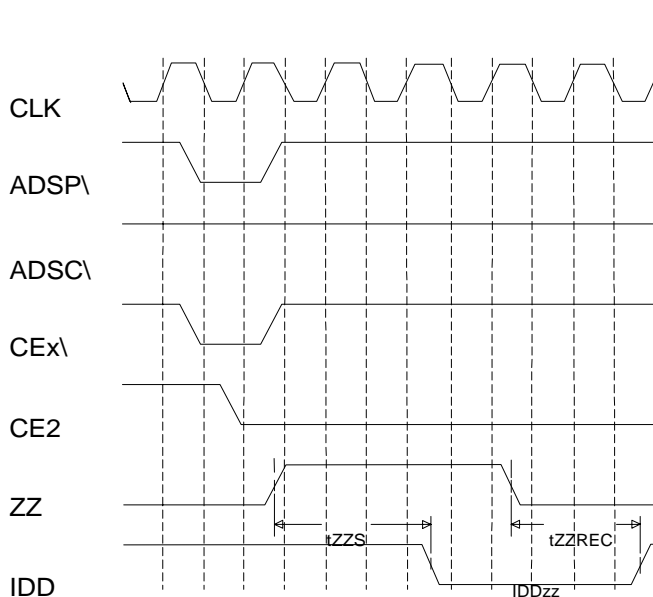 CLK
ADSP\
ADSC\
CEx\
CE2
ZZ
tZZS
tZZREC
IDD
IDDzz